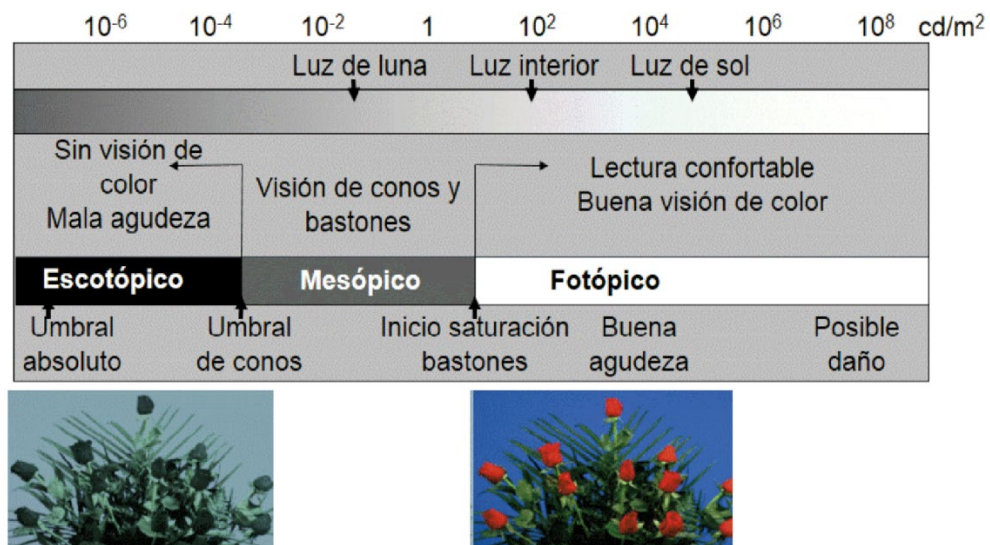 10⁻⁶ 10⁻⁴ 10⁻² 1 10² 10⁴ 10⁶ 10⁸ cd/m²
Luz de luna Luz interior Luz de sol
Sin visión de
color
Mala agudeza
Visión de conos y
bastones
Lectura confortable
Buena visión de color
Escotópico Mesópico Fotópico
Umbral
absoluto
Umbral
de conos
Inicio saturación
bastones
Buena
agudeza
Posible
daño